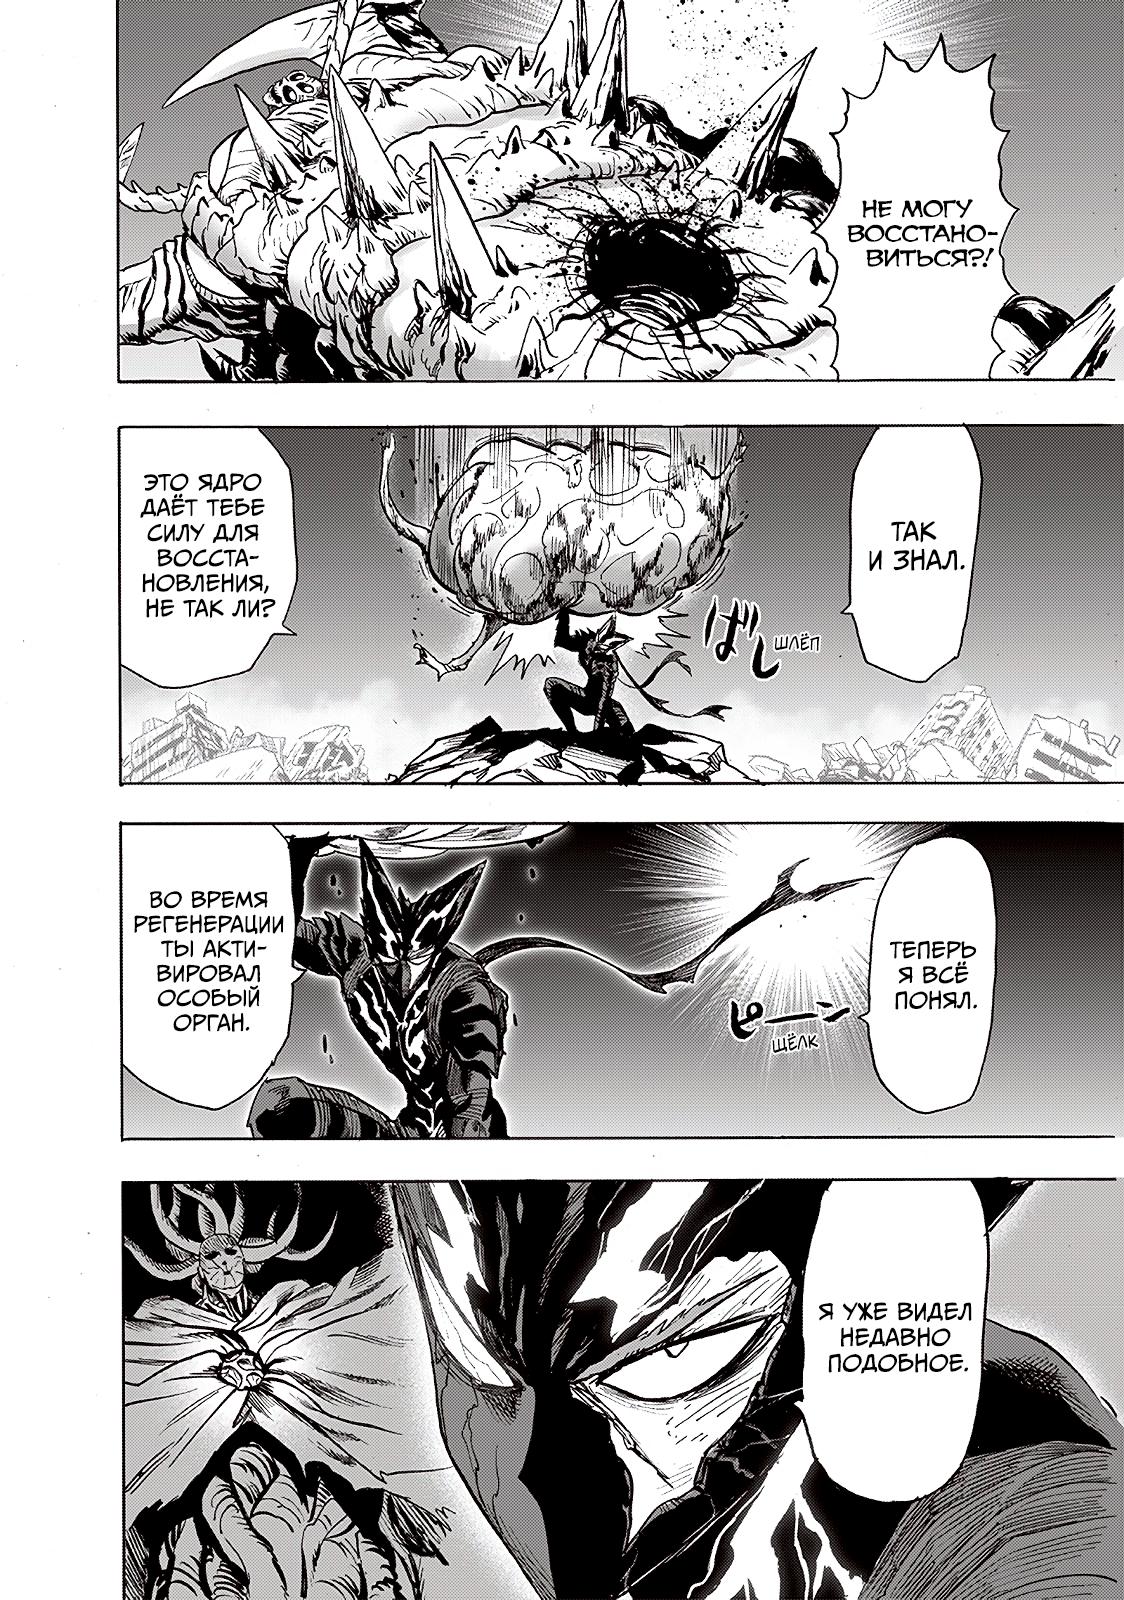 НЕ МОГУ
ВОССТАНО-
ВИТЬСЯ?!
ТАК
И ЗНАЛ.
ばし
ШЛЁП
ЭТО ЯДРО
ДАЁТ ТЕБЕ
СИЛУ ДЛЯ
ВОССТА-
НОВЛЕНИЯ,
НЕ ТАК ЛИ?
ТЕПЕРЬ
Я ВСЁ
ПОНЯЛ.
ピーン
ЩЁЛК
ВО ВРЕМЯ
РЕГЕНЕРАЦИИ
ТЫ АКТИ-
ВИРОВАЛ
ОСОБЫЙ
ОРГАН.
Я УЖЕ ВИДЕЛ
НЕДАВНО
ПОДОБНОЕ.